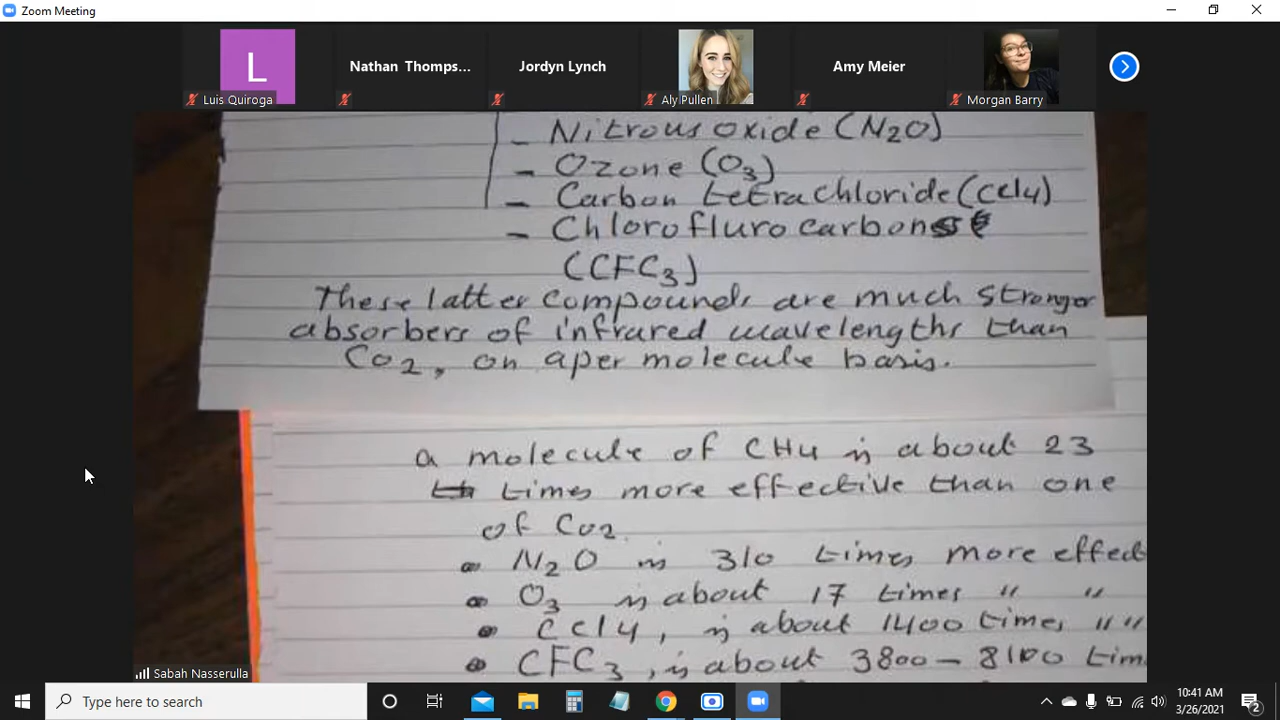 Zoom Meeting
L
Luis Quiroga
Nathan Thomps...
Jordyn Lynch
Aly Pullen
Amy Meier
Morgan Barry
- Nitrous oxide (N2O)
- Ozone (O3)
- Carbon tetrachloride (ccl4)
- Chlorofluro carbons
(CFC3)
These latter compounds are much stronger
absorbers of infrared wavelengths than
Co2, on a per molecule basis.
a molecule of CH4 is about 23
times more effective than one
of Co2.
• N2O is 310 times more effect
• O3 is about 17 times " "
• ccl4, is about 1400 times " "
• CFC3, is about 3800 - 8100 tim
Sabah Nasserulla
Type here to search
10:41 AM
3/26/2021
2